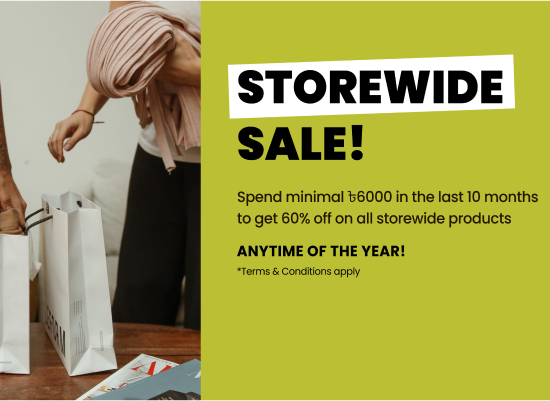 STOREWIDE
SALE!
Spend minimal ৳6000 in the last 10 months
to get 60% off on all storewide products
ANYTIME OF THE YEAR!
*Terms & Conditions apply